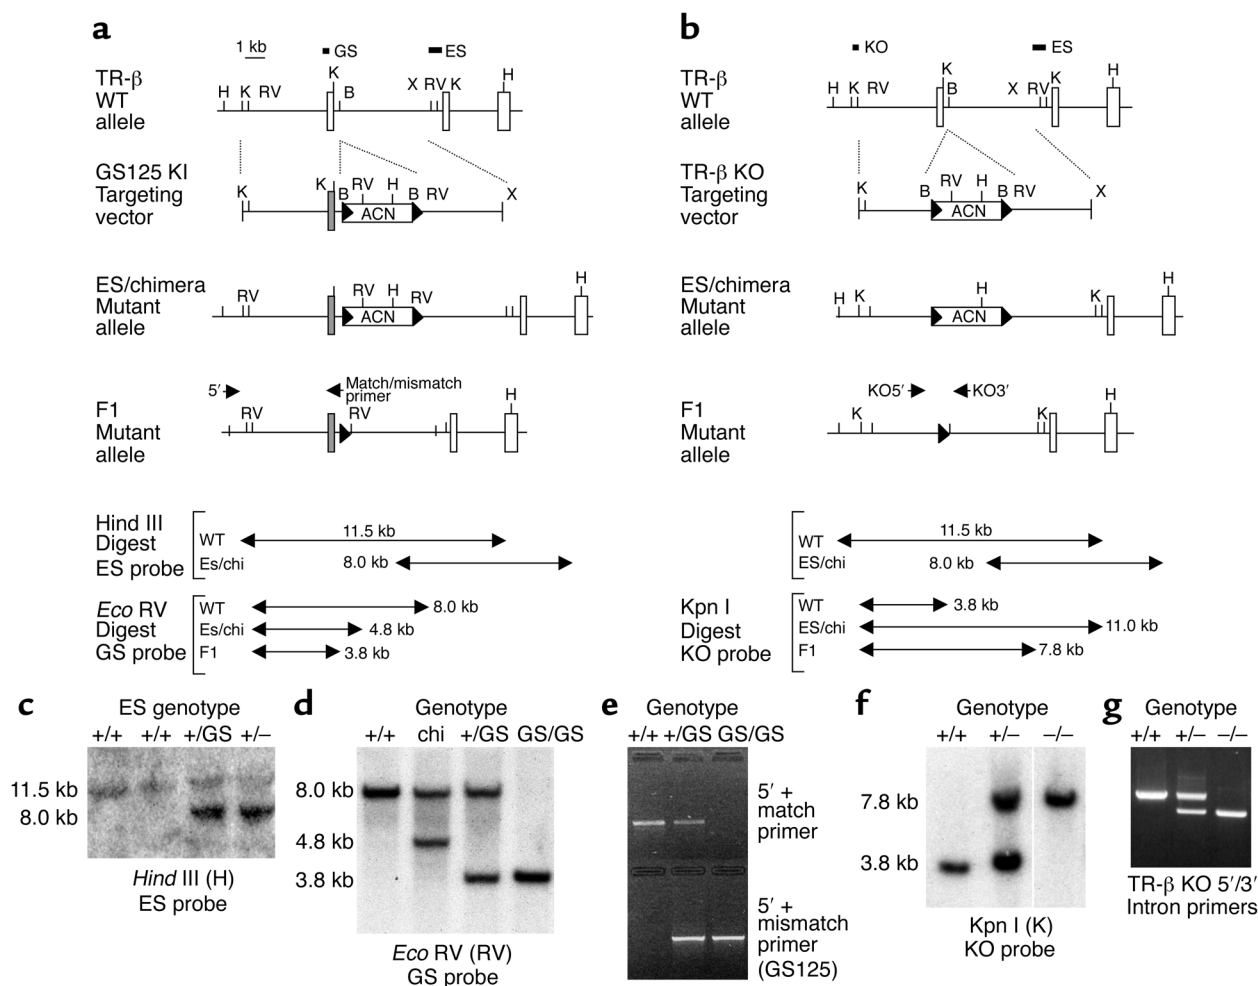 a
1 kb
GS
ES
TR-β
WT
allele
H K RV K B X RV K H
GS125 KI
Targeting
vector
K K B RV H B RV X
ACN
ES/chimera
Mutant
allele
RV RV H RV H
ACN
5′
Match/mismatch
primer
F1
Mutant
allele
RV RV H
Hind III
Digest
ES probe
WT 11.5 kb
Es/chi 8.0 kb
Eco RV
Digest
GS probe
WT 8.0 kb
Es/chi 4.8 kb
F1 3.8 kb
b
KO
ES
TR-β
WT
allele
H K RV K B X RV K H
TR-β KO
Targeting
vector
K B RV H B RV X
ACN
ES/chimera
Mutant
allele
H K H K H
ACN
KO5′
KO3′
F1
Mutant
allele
K K H
WT 11.5 kb
ES/chi 8.0 kb
Kpn I
Digest
KO probe
WT 3.8 kb
ES/chi 11.0 kb
F1 7.8 kb
c
ES genotype
+/+ +/+ +/GS +/−
11.5 kb
8.0 kb
Hind III (H)
ES probe
d
Genotype
+/+ chi +/GS GS/GS
8.0 kb
4.8 kb
3.8 kb
Eco RV (RV)
GS probe
e
Genotype
+/+ +/GS GS/GS
5′ +
match
primer
5′ +
mismatch
primer
(GS125)
f
Genotype
+/+ +/− −/−
7.8 kb
3.8 kb
Kpn I (K)
KO probe
g
Genotype
+/+ +/− −/−
TR-β KO 5′/3′
Intron primers